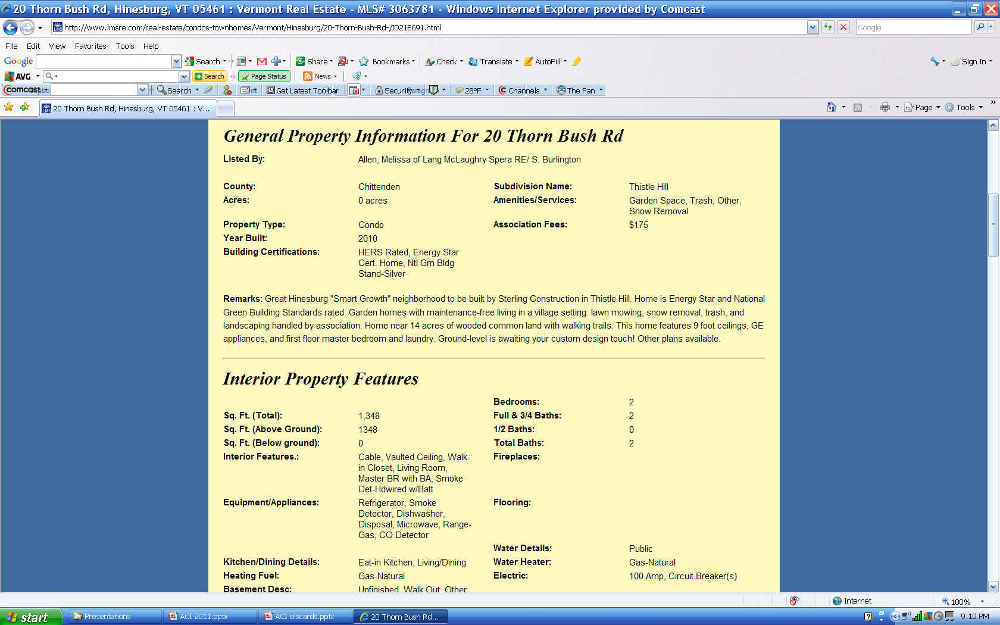 20 Thorn Bush Rd, Hinesburg, VT 05461 : Vermont Real Estate - MLS# 3063781 - Windows Internet Explorer provided by Comcast
http://www.lmsre.com/real-estate/condos-townhomes/Vermont/Hinesburg/20-Thorn-Bush-Rd-/ID218691.html
Google
File Edit View Favorites Tools Help
Google Search Share Bookmarks Check Translate AutoFill Sign In
AVG Search Page Status News
Comcast Search Get Latest Toolbar Security 28°F Channels The Fan
LMS 20 Thorn Bush Rd, Hinesburg, VT 05461 : V... Page Tools
General Property Information For 20 Thorn Bush Rd
Listed By: Allen, Melissa of Lang McLaughry Spera RE/ S. Burlington
County: Chittenden Subdivision Name: Thistle Hill
Acres: 0 acres Amenities/Services: Garden Space, Trash, Other,
Snow Removal
Property Type: Condo Association Fees: $175
Year Built: 2010
Building Certifications: HERS Rated, Energy Star
Cert. Home, Ntl Grn Bldg
Stand-Silver
Remarks: Great Hinesburg "Smart Growth" neighborhood to be built by Sterling Construction in Thistle Hill. Home is Energy Star and National
Green Building Standards rated. Garden homes with maintenance-free living in a village setting: lawn mowing, snow removal, trash, and
landscaping handled by association. Home near 14 acres of wooded common land with walking trails. This home features 9 foot ceilings, GE
appliances, and first floor master bedroom and laundry. Ground-level is awaiting your custom design touch! Other plans available.
Interior Property Features
Bedrooms: 2
Sq. Ft. (Total): 1,348 Full & 3/4 Baths: 2
Sq. Ft. (Above Ground): 1348 1/2 Baths: 0
Sq. Ft. (Below ground): 0 Total Baths: 2
Interior Features.: Cable, Vaulted Ceiling, Walk- Fireplaces:
in Closet, Living Room,
Master BR with BA, Smoke
Det-Hdwired w/Batt
Equipment/Appliances: Refrigerator, Smoke Flooring:
Detector, Dishwasher,
Disposal, Microwave, Range-
Gas, CO Detector
Water Details: Public
Kitchen/Dining Details: Eat-in Kitchen, Living/Dining Water Heater: Gas-Natural
Heating Fuel: Gas-Natural Electric: 100 Amp, Circuit Breaker(s)
Basement Desc: Unfinished, Walk Out, Other
Internet 100%
start Presentations ACI 2011.pptx ACI discards.pptx 20 Thorn Bush Rd... 9:10 PM